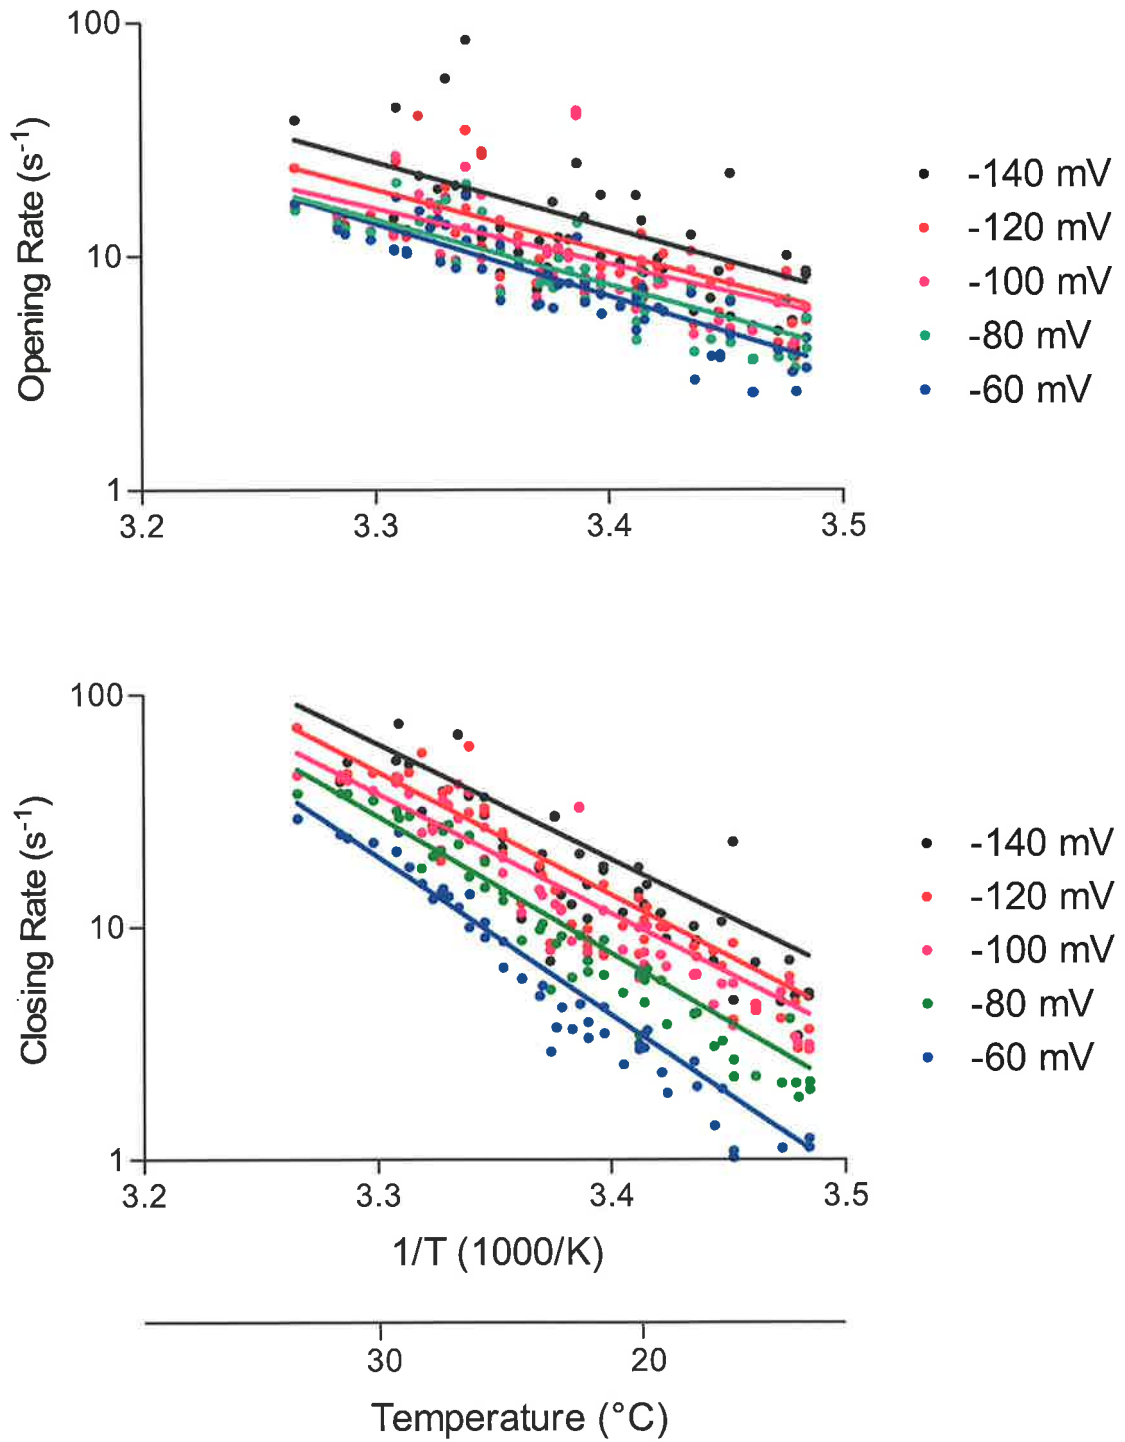 100
10
1
Opening Rate (s⁻¹)
3.2 3.3 3.4 3.5
-140 mV
-120 mV
-100 mV
-80 mV
-60 mV
100
10
1
Closing Rate (s⁻¹)
3.2 3.3 3.4 3.5
1/T (1000/K)
-140 mV
-120 mV
-100 mV
-80 mV
-60 mV
30 20
Temperature (°C)